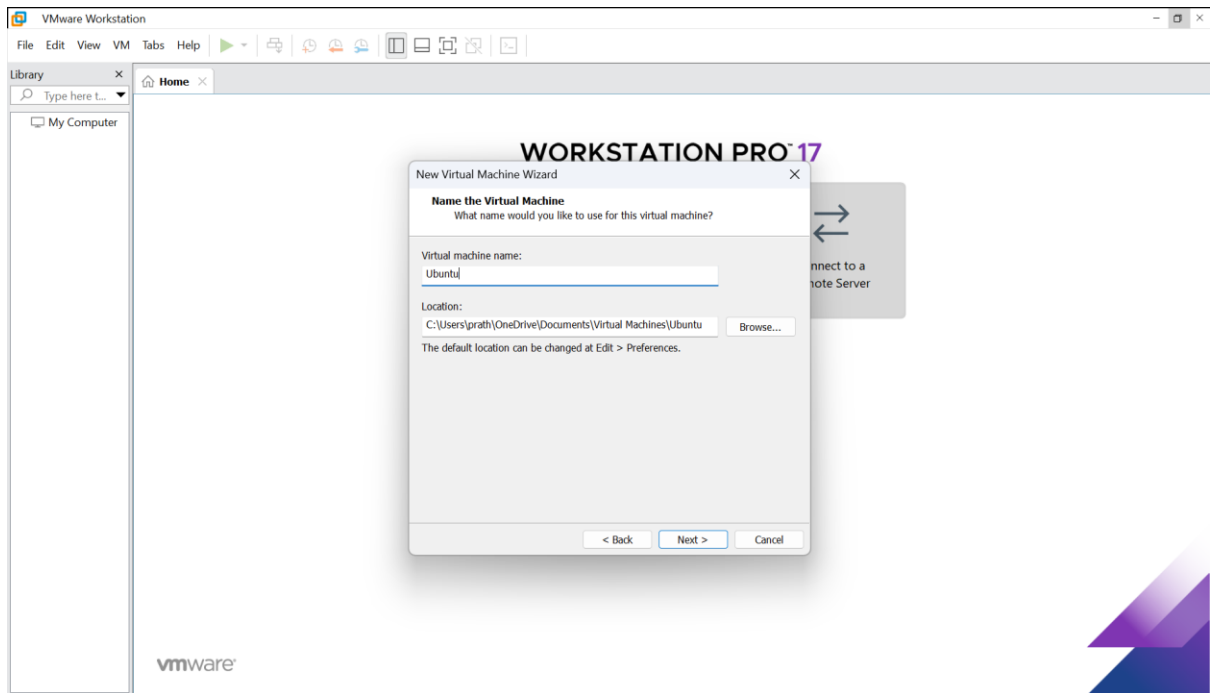 VMware Workstation
File Edit View VM Tabs Help
Library
Type here t...
My Computer
Home
WORKSTATION PRO™ 17
nnect to a
note Server
New Virtual Machine Wizard
Name the Virtual Machine
What name would you like to use for this virtual machine?
Virtual machine name:
Ubuntu
Location:
C:\Users\prath\OneDrive\Documents\Virtual Machines\Ubuntu
Browse...
The default location can be changed at Edit > Preferences.
< Back Next > Cancel
vmware®